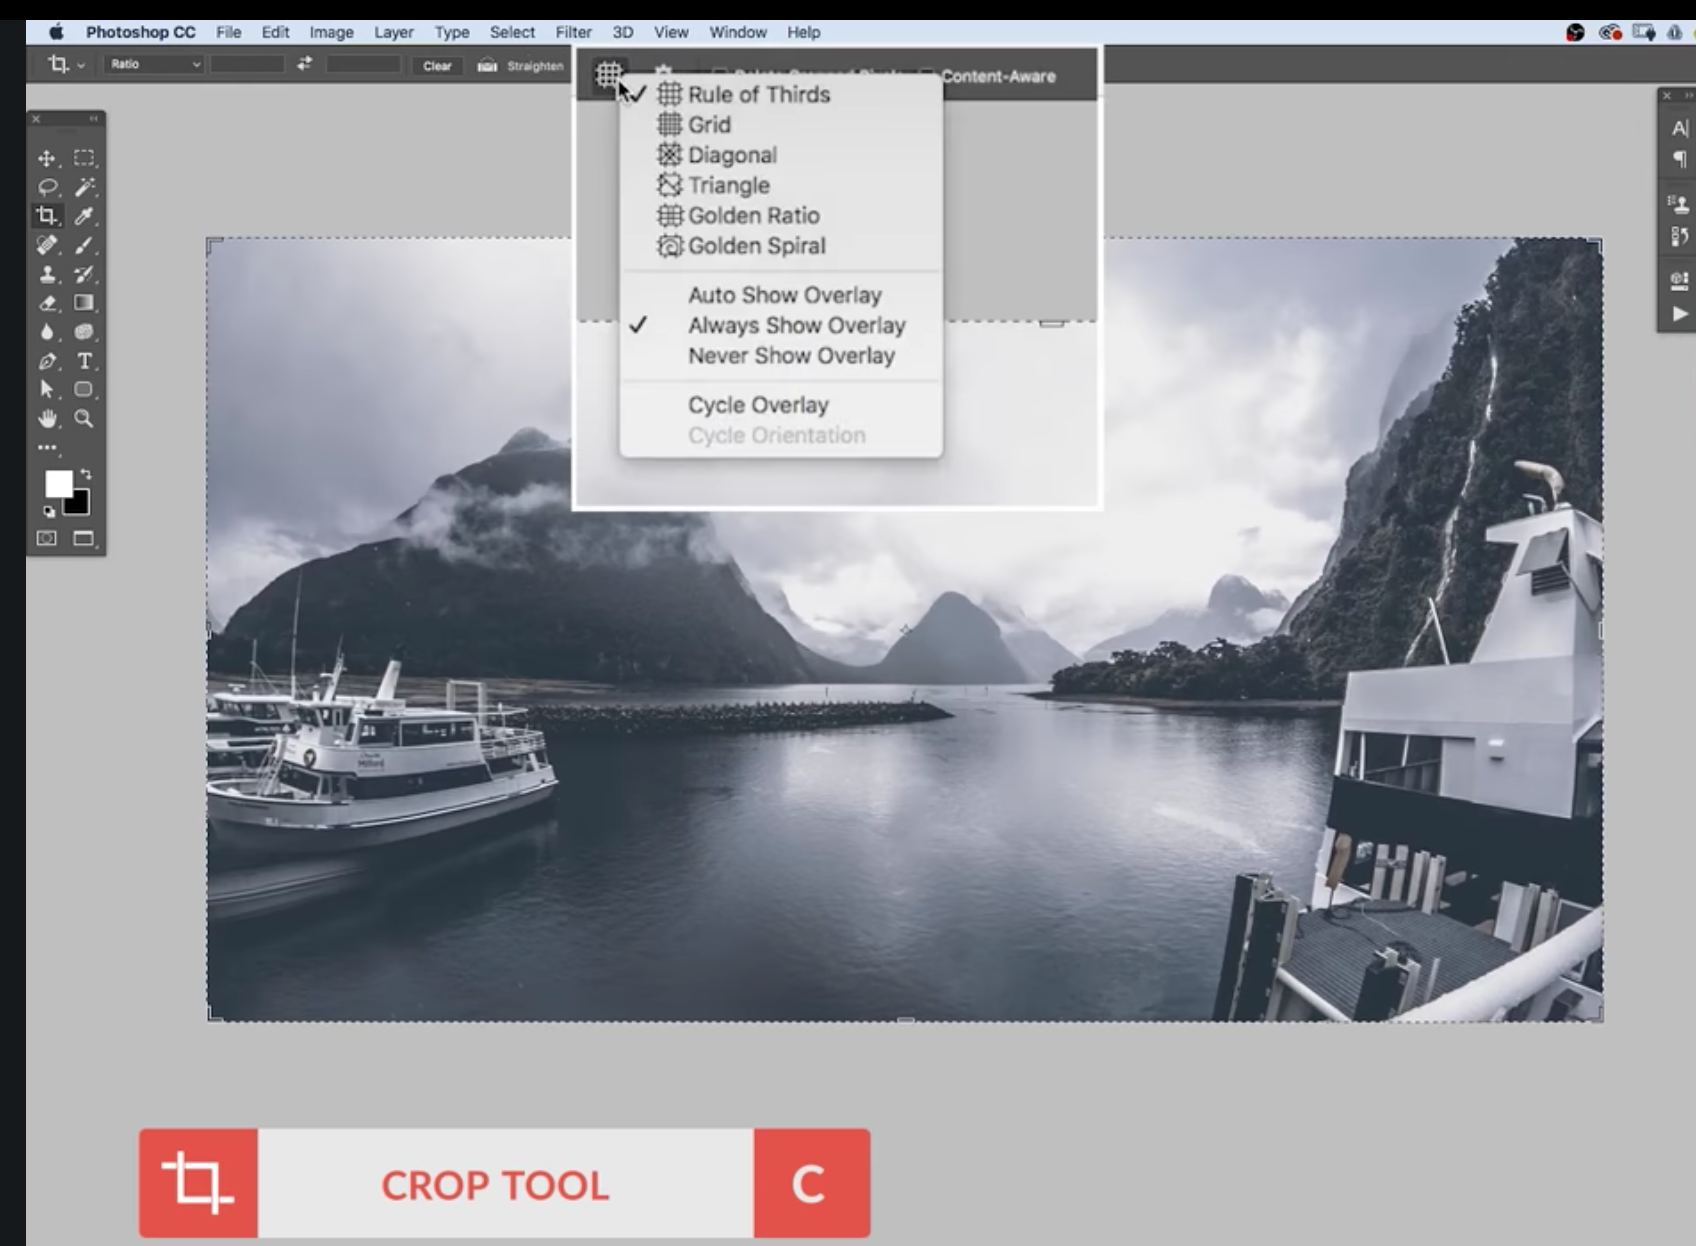 Photoshop CC File Edit Image Layer Type Select Filter 3D View Window Help
Ratio Clear Straighten Content-Aware
Rule of Thirds
Grid
Diagonal
Triangle
Golden Ratio
Golden Spiral
Auto Show Overlay
Always Show Overlay
Never Show Overlay
Cycle Overlay
Cycle Orientation
Milford
CROP TOOL C